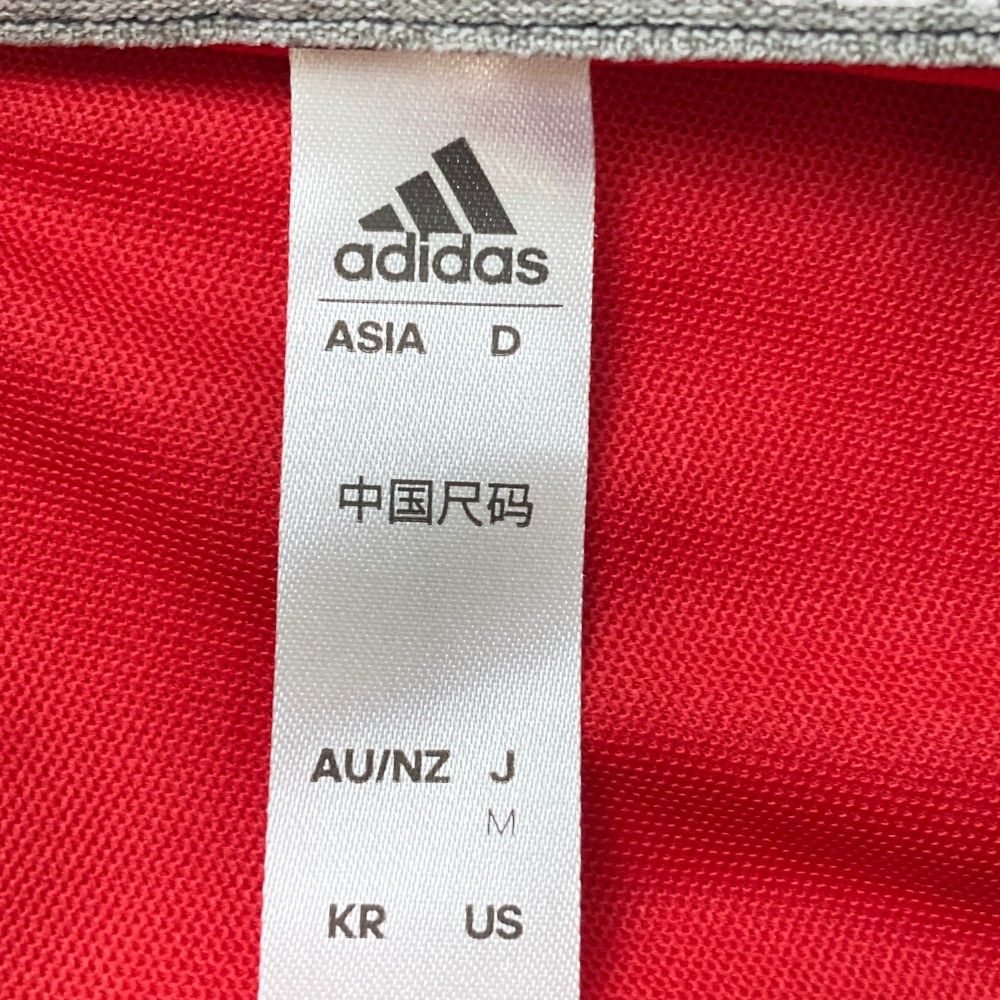 adidas
ASIA D
中国尺码
AU/NZ J
M
KR US